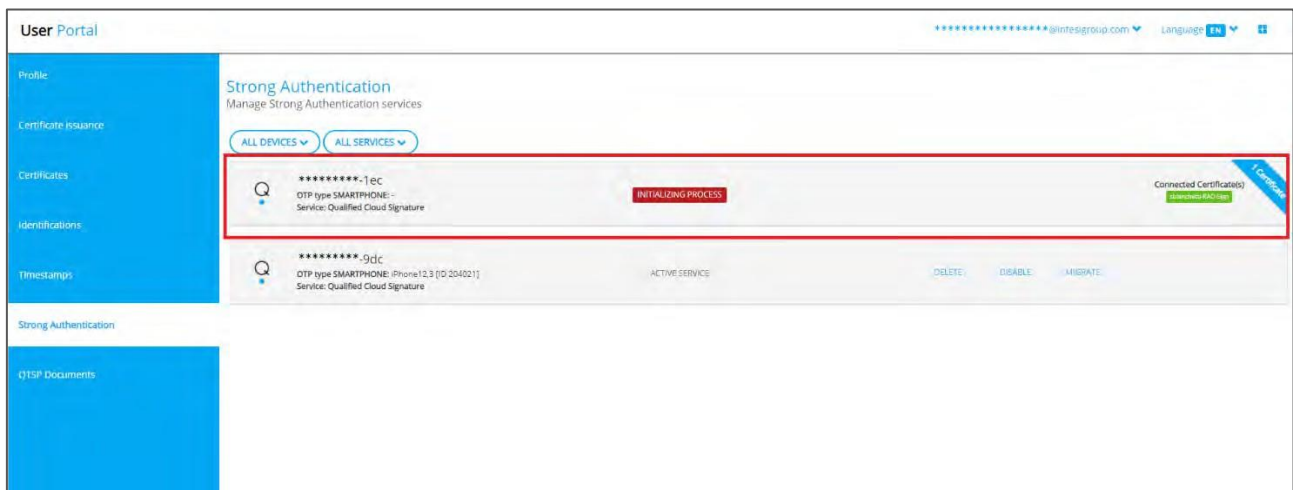 User Portal
******************@intesigroup.com Language EN
Profile
Certificate issuance
Certificates
Identifications
Timestamps
Strong Authentication
QTSP Documents
Strong Authentication
Manage Strong Authentication services
ALL DEVICES ALL SERVICES
Q
*********-1ec
OTP type SMARTPHONE: -
Service: Qualified Cloud Signature
INITIALIZING PROCESS
Connected Certificate(s)
1 Certificate
Q
*********-9dc
OTP type SMARTPHONE: iPhone12,3 [ID 204021]
Service: Qualified Cloud Signature
ACTIVE SERVICE
DELETE DISABLE MIGRATE